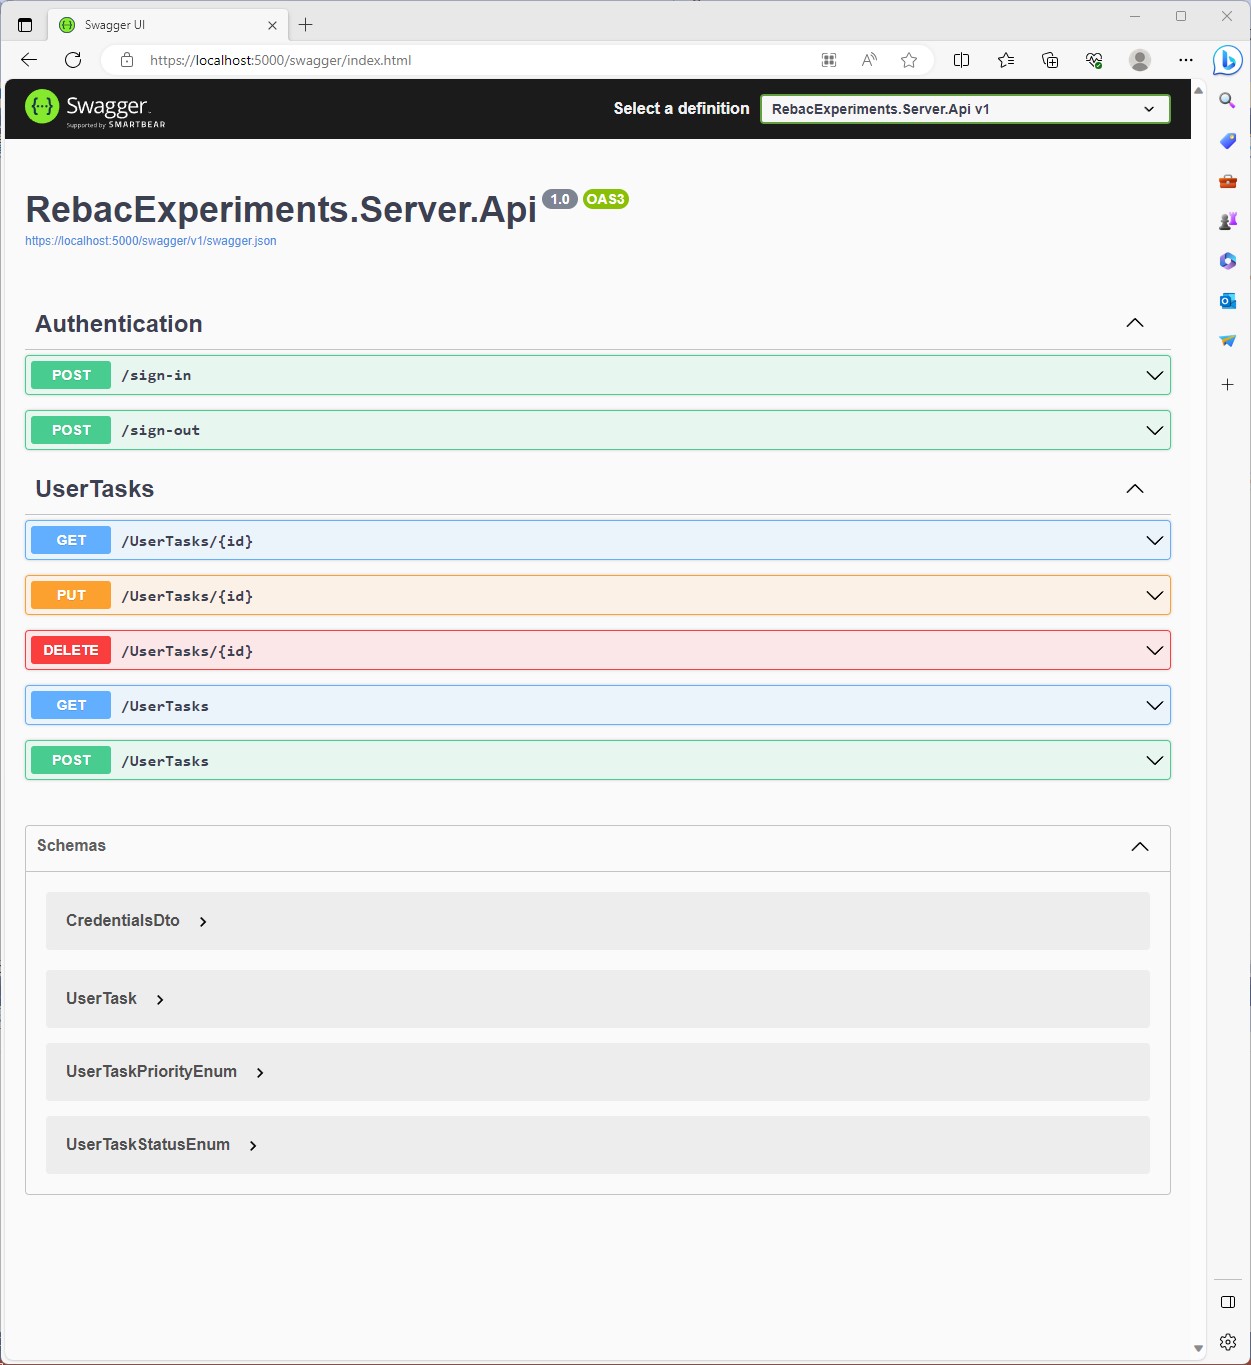 Swagger UI
https://localhost:5000/swagger/index.html
Swagger
Supported by SMARTBEAR
Select a definition
RebacExperiments.Server.Api v1
RebacExperiments.Server.Api 1.0 OAS3
https://localhost:5000/swagger/v1/swagger.json
Authentication
POST /sign-in
POST /sign-out
UserTasks
GET /UserTasks/{id}
PUT /UserTasks/{id}
DELETE /UserTasks/{id}
GET /UserTasks
POST /UserTasks
Schemas
CredentialsDto
UserTask
UserTaskPriorityEnum
UserTaskStatusEnum